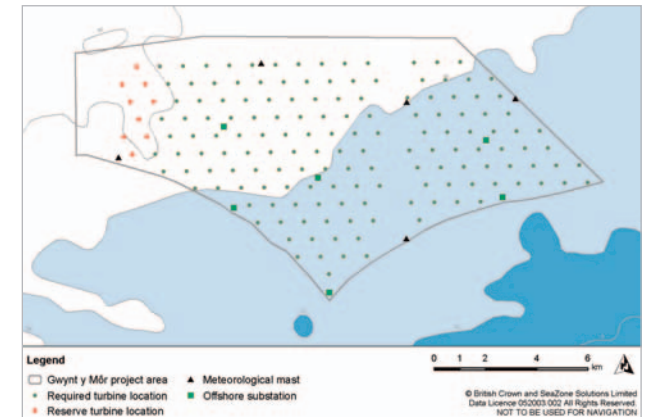 Legend
Gwynt y Môr project area
Required turbine location
Reserve turbine location
Meteorological mast
Offshore substation
0 1 2 4 6
km
© British Crown and SeaZone Solutions Limited
Data Licence 052003.002 All Rights Reserved.
NOT TO BE USED FOR NAVIGATION